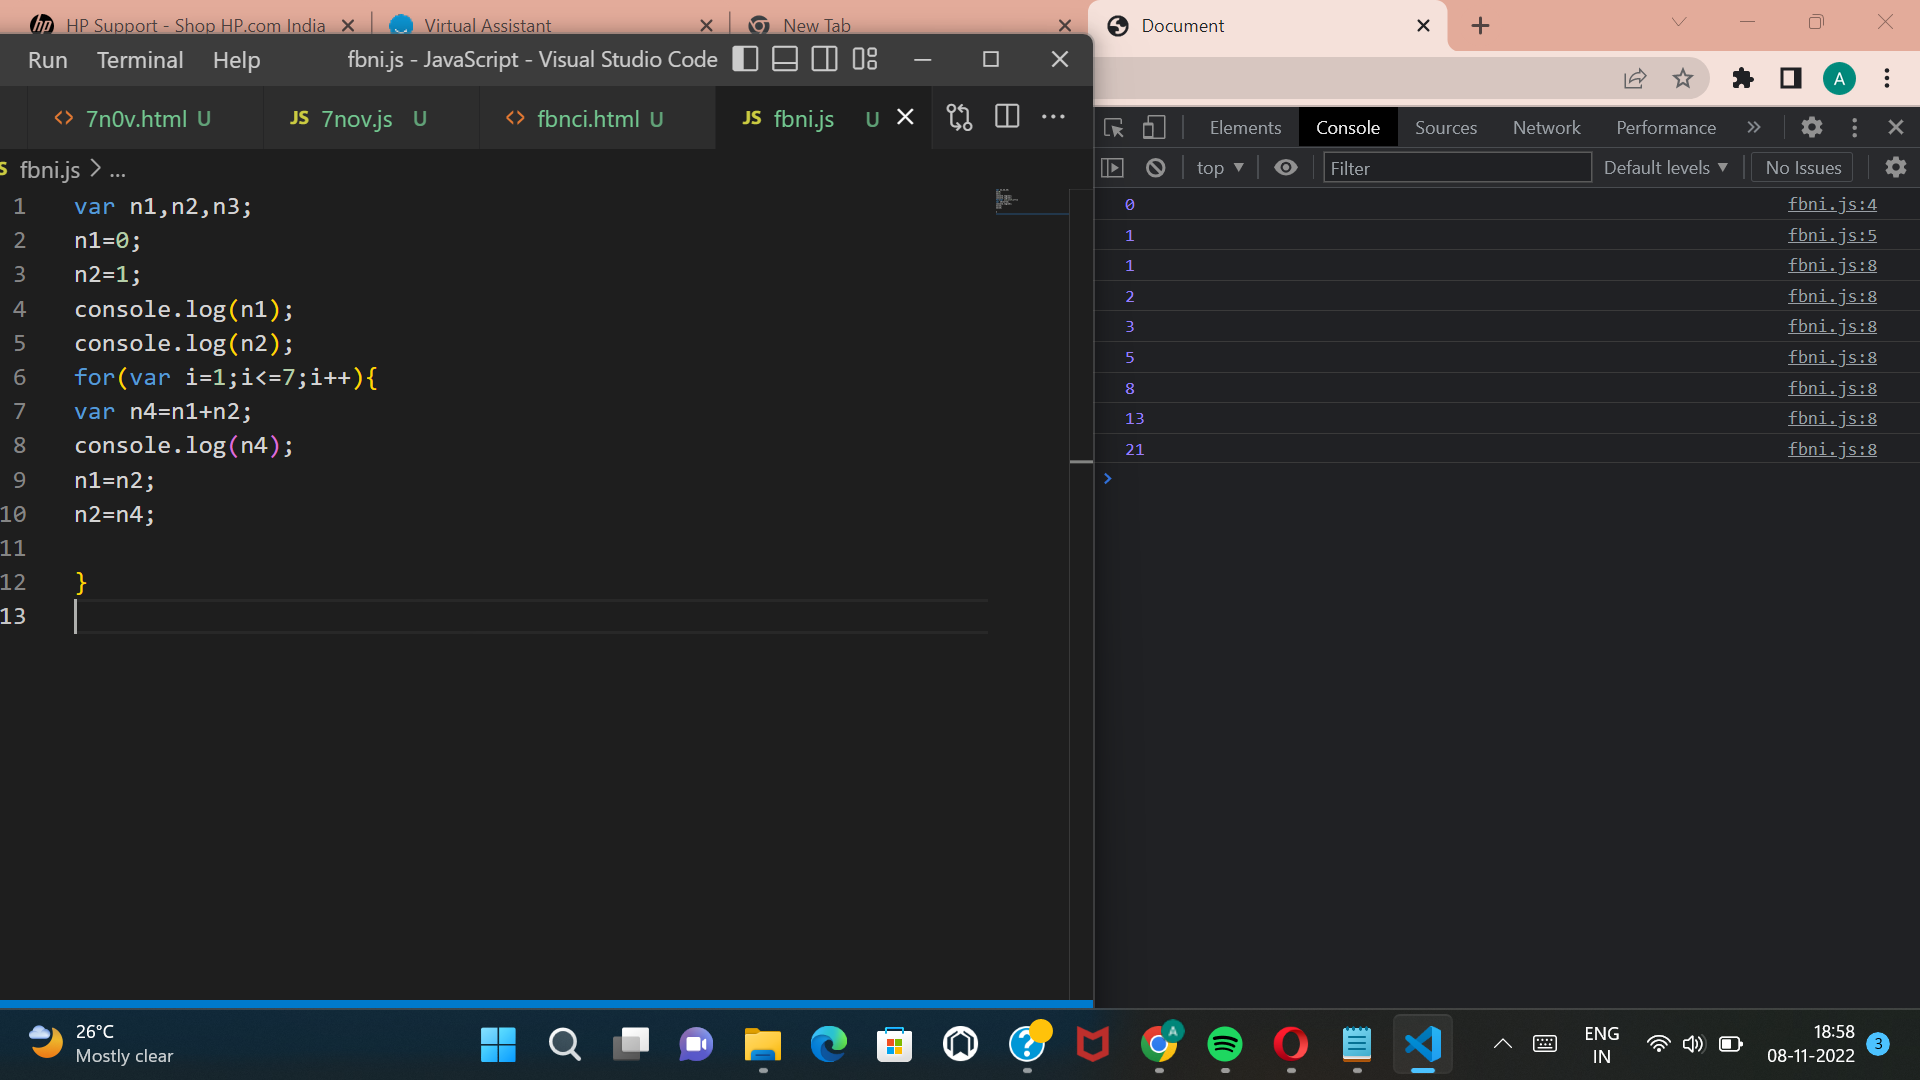 HP Support - Shop HP.com India
Virtual Assistant
New Tab
Document
Run Terminal Help
fbni.js - JavaScript - Visual Studio Code
A
<> 7n0v.html U
JS 7nov.js U
<> fbnci.html U
JS fbni.js U
fbni.js > ...
1 var n1,n2,n3;
2 n1=0;
3 n2=1;
4 console.log(n1);
5 console.log(n2);
6 for(var i=1;i<=7;i++){
7 var n4=n1+n2;
8 console.log(n4);
9 n1=n2;
10 n2=n4;
11
12 }
13
Elements Console Sources Network Performance
top Filter Default levels No Issues
0 fbni.js:4
1 fbni.js:5
1 fbni.js:8
2 fbni.js:8
3 fbni.js:8
5 fbni.js:8
8 fbni.js:8
13 fbni.js:8
21 fbni.js:8
26°C
Mostly clear
A
ENG
IN
18:58
08-11-2022
3